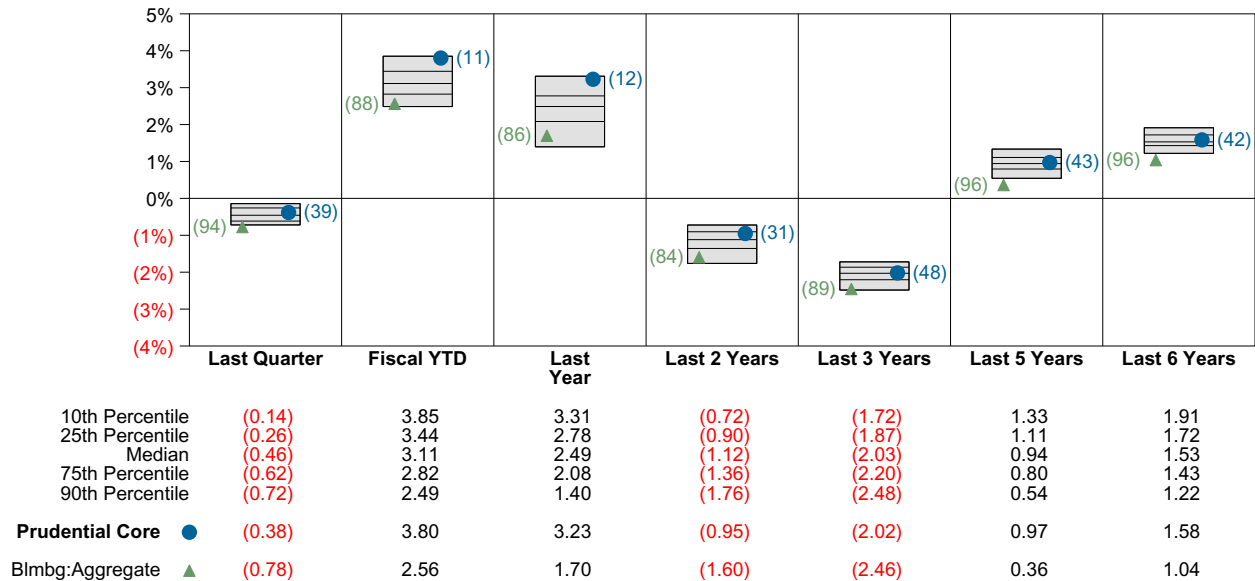 5%
4%
3%
2%
1%
0%
(1%)
(2%)
(3%)
(4%)
(94) (39)
(88) (11)
(86) (12)
(84) (31)
(89) (48)
(96) (43)
(96) (42)
Last Quarter Fiscal YTD Last Year Last 2 Years Last 3 Years Last 5 Years Last 6 Years
10th Percentile (0.14) 3.85 3.31 (0.72) (1.72) 1.33 1.91
25th Percentile (0.26) 3.44 2.78 (0.90) (1.87) 1.11 1.72
Median (0.46) 3.11 2.49 (1.12) (2.03) 0.94 1.53
75th Percentile (0.62) 2.82 2.08 (1.36) (2.20) 0.80 1.43
90th Percentile (0.72) 2.49 1.40 (1.76) (2.48) 0.54 1.22
Prudential Core (0.38) 3.80 3.23 (0.95) (2.02) 0.97 1.58
Blmbg:Aggregate (0.78) 2.56 1.70 (1.60) (2.46) 0.36 1.04